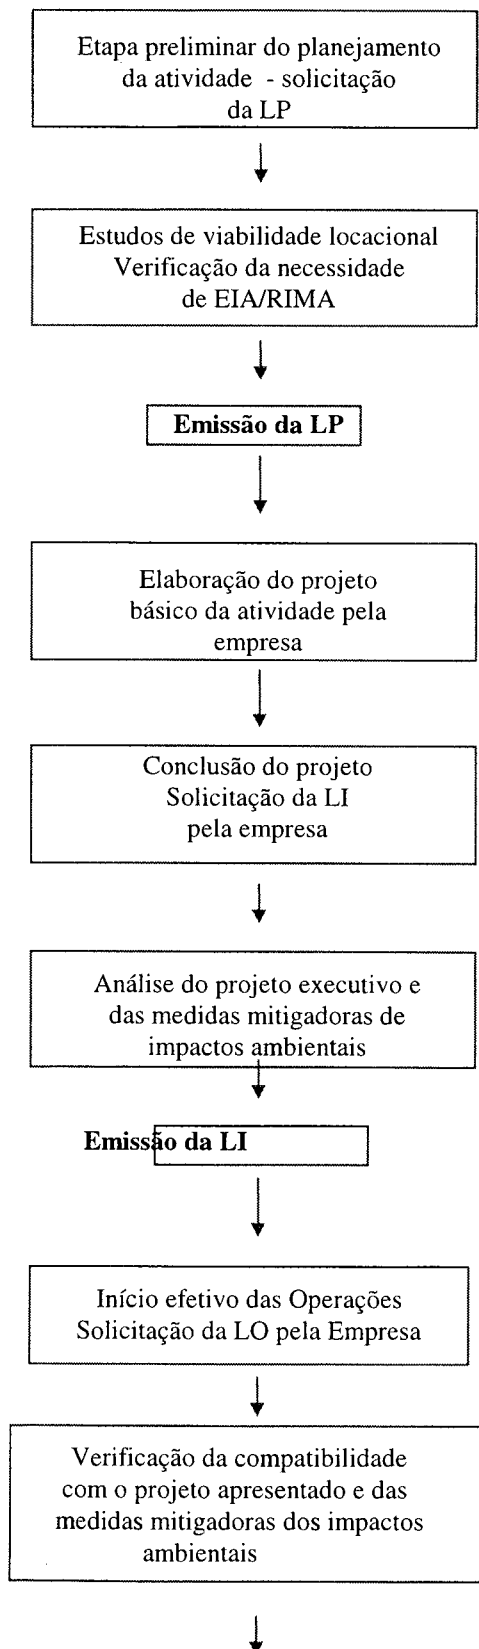 Etapa preliminar do planejamento
da atividade - solicitação
da LP
Estudos de viabilidade locacional
Verificação da necessidade
de EIA/RIMA
Emissão da LP
Elaboração do projeto
básico da atividade pela
empresa
Conclusão do projeto
Solicitação da LI
pela empresa
Análise do projeto executivo e
das medidas mitigadoras de
impactos ambientais
Emissão da LI
Início efetivo das Operações
Solicitação da LO pela Empresa
Verificação da compatibilidade
com o projeto apresentado e das
medidas mitigadoras dos impactos
ambientais